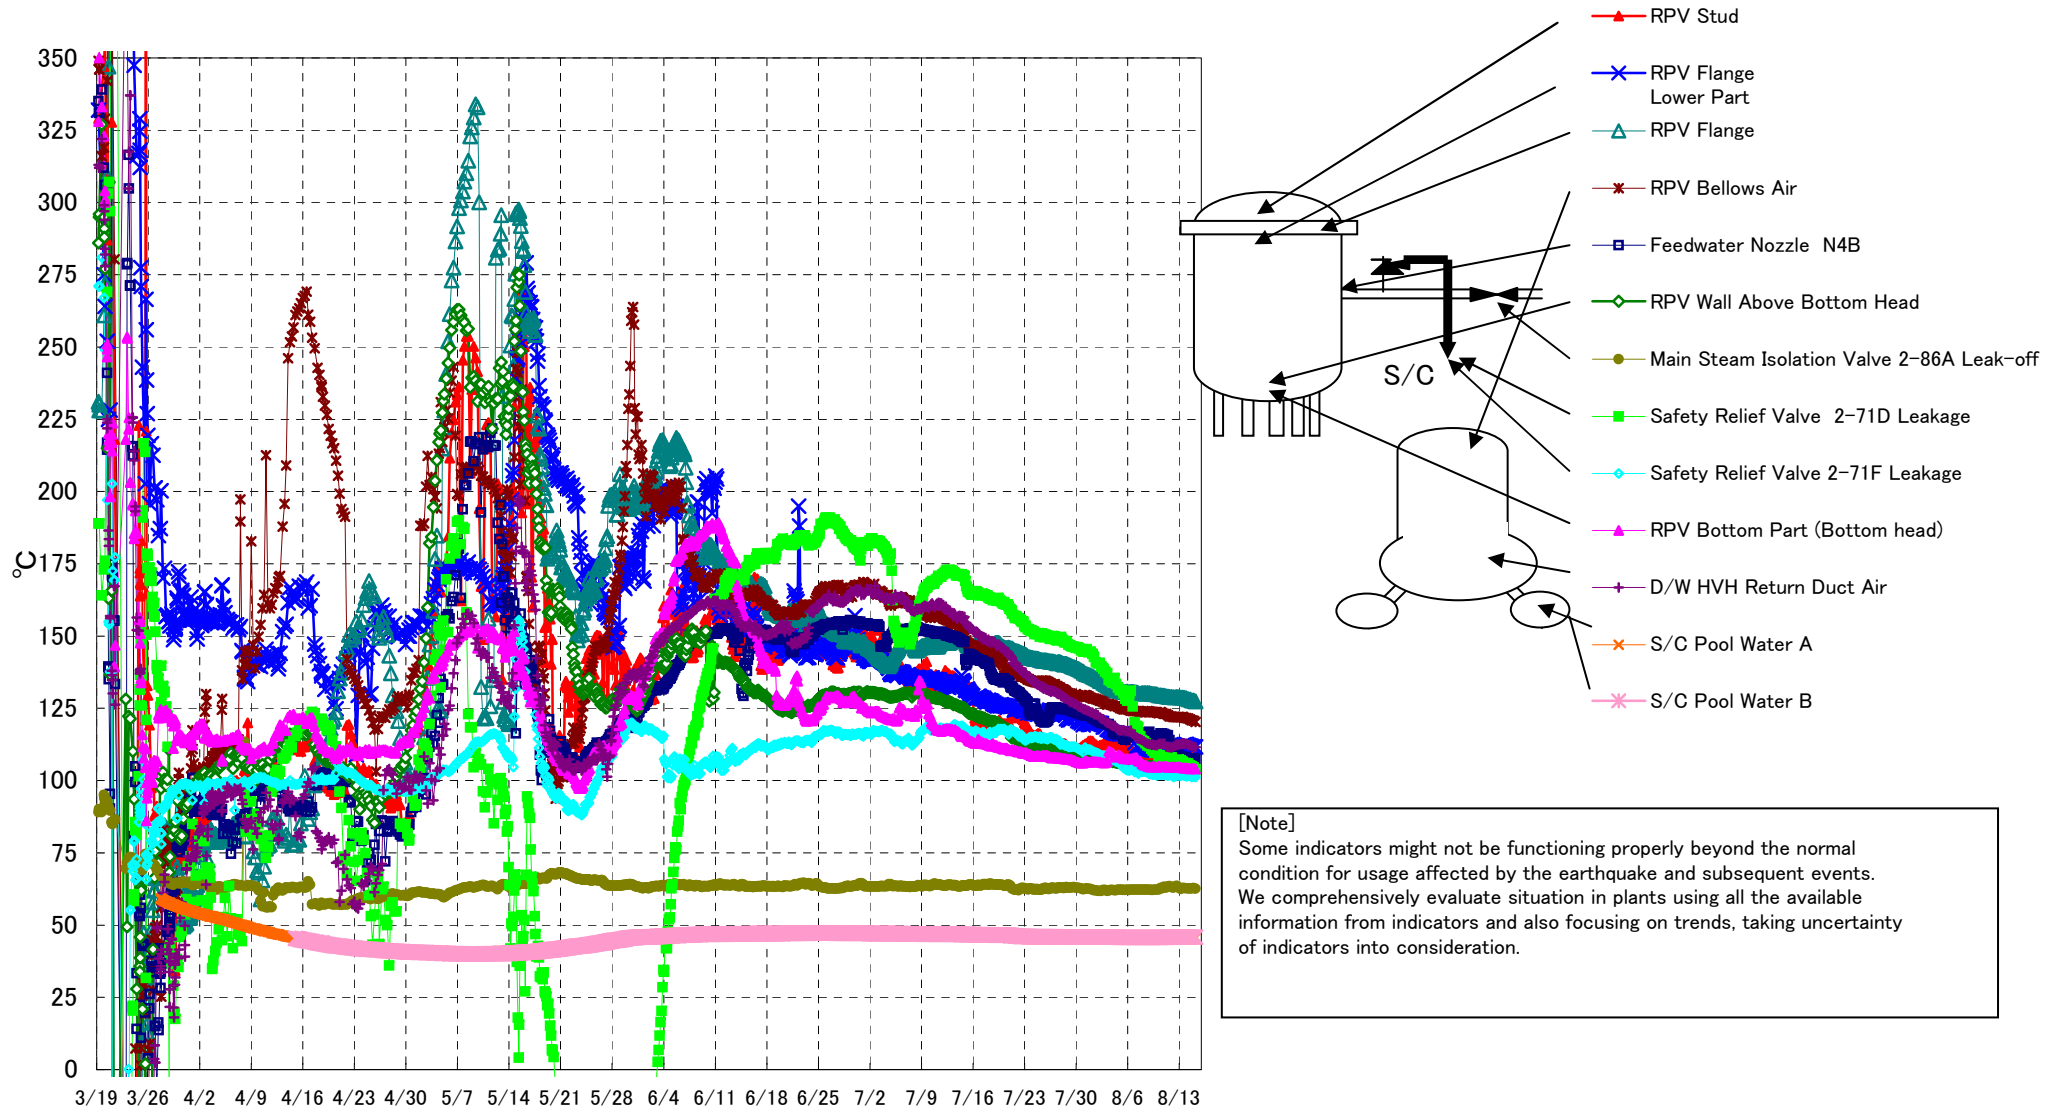 350
325
300
275
250
225
200
175
150
125
100
75
50
25
0
°C
3/19 3/26 4/2 4/9 4/16 4/23 4/30 5/7 5/14 5/21 5/28 6/4 6/11 6/18 6/25 7/2 7/9 7/16 7/23 7/30 8/6 8/13
RPV Stud
RPV Flange
Lower Part
RPV Flange
RPV Bellows Air
Feedwater Nozzle N4B
RPV Wall Above Bottom Head
Main Steam Isolation Valve 2-86A Leak-off
Safety Relief Valve 2-71D Leakage
Safety Relief Valve 2-71F Leakage
RPV Bottom Part (Bottom head)
D/W HVH Return Duct Air
S/C Pool Water A
S/C Pool Water B
S/C
[Note]
Some indicators might not be functioning properly beyond the normal
condition for usage affected by the earthquake and subsequent events.
We comprehensively evaluate situation in plants using all the available
information from indicators and also focusing on trends, taking uncertainty
of indicators into consideration.